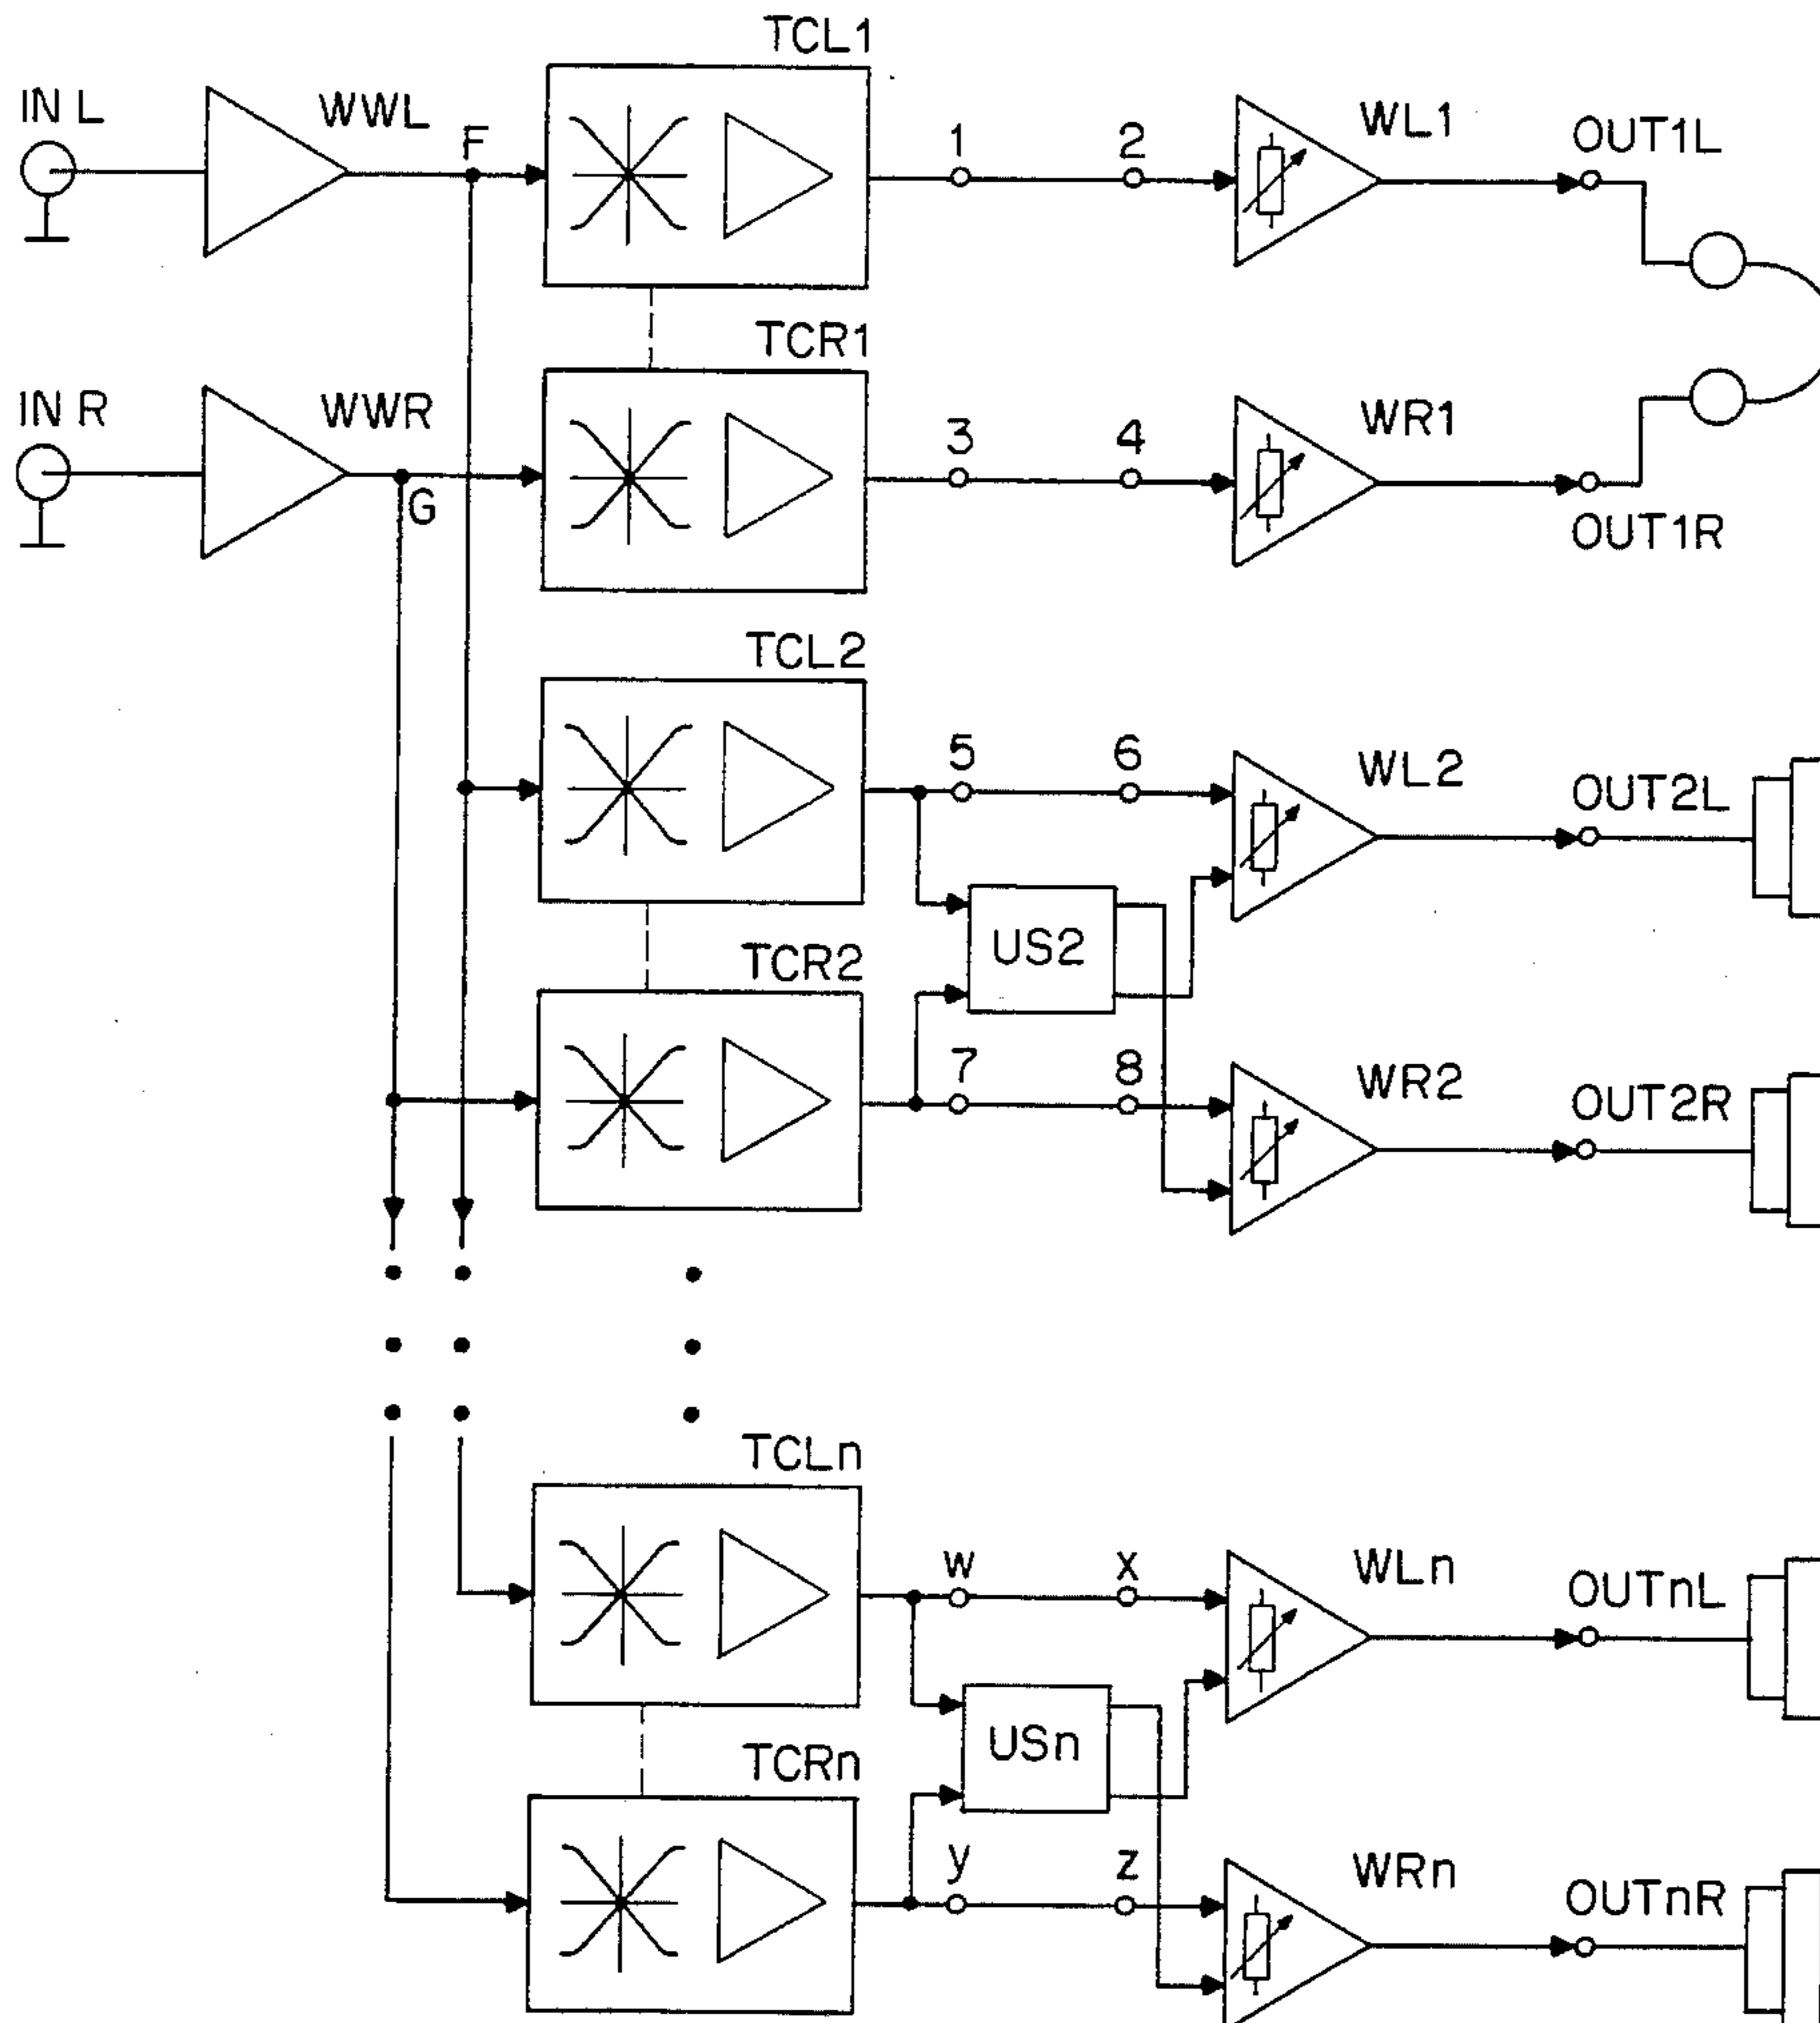 TCL1
IN L
WWL
F
1
2
WL1
OUT1L
TCR1
IN R
WWR
G
3
4
WR1
OUT1R
TCL2
5
6
WL2
OUT2L
US2
TCR2
7
8
WR2
OUT2R
TCLn
w
x
WLn
OUTnL
USn
TCRn
y
z
WRn
OUTnR